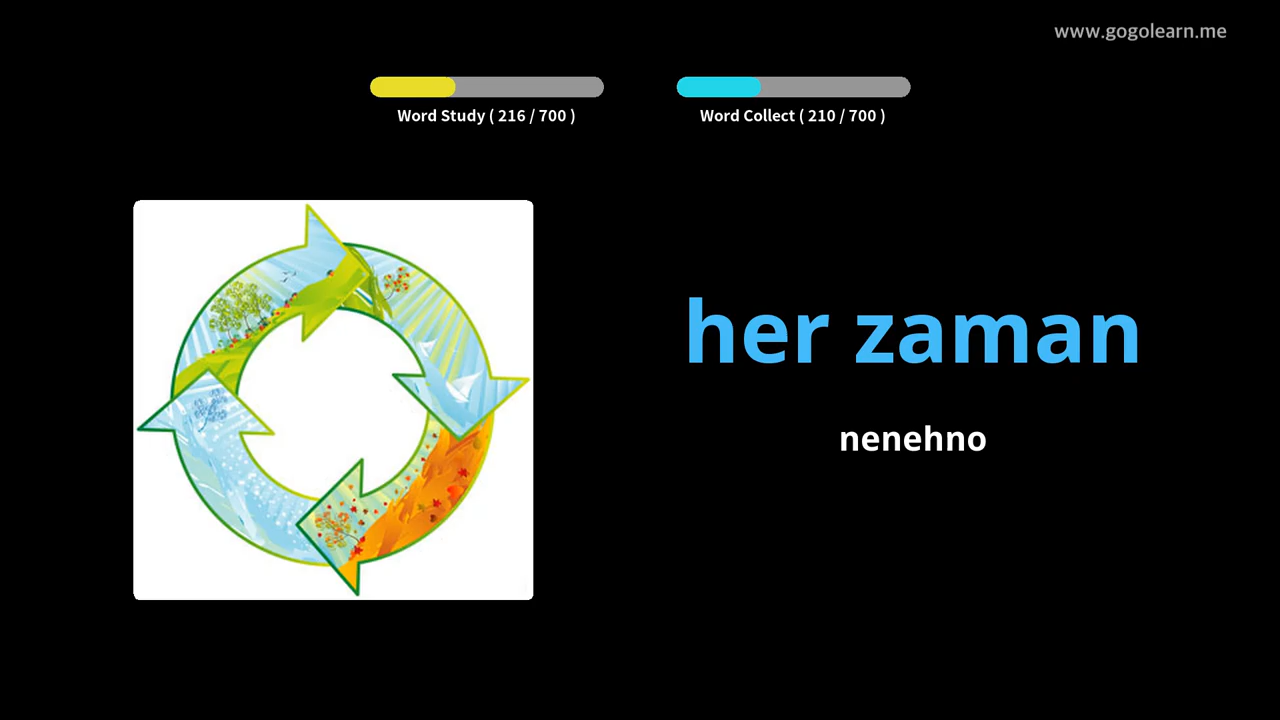 www.gogolearn.me
Word Study ( 216 / 700 )
Word Collect ( 210 / 700 )
her zaman
nenehno